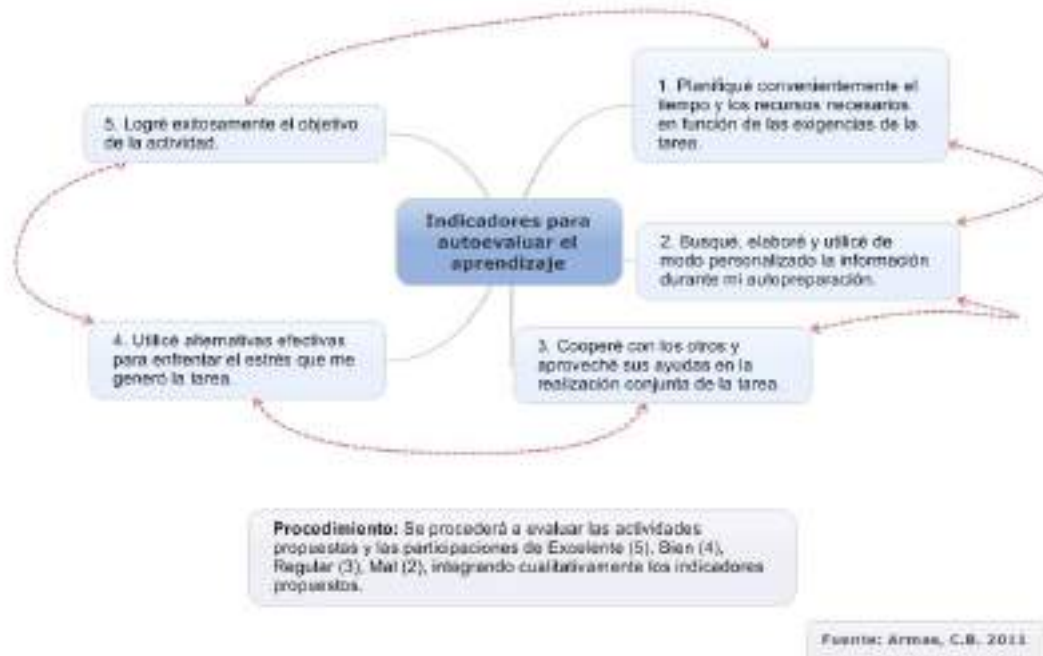 1. Planifiqué convenientemente el
tiempo y los recursos necesarios
en función de las exigencias de la
tarea.
5. Logré exitosamente el objetivo
de la actividad.
Indicadores para
autoevaluar el
aprendizaje
2. Busqué, elaboré y utilicé de
modo personalizado la información
durante mi autopreparación.
4. Utilicé alternativas efectivas
para enfrentar el estrés que me
generó la tarea.
3. Cooperé con los otros y
aproveché sus ayudas en la
realización conjunta de la tarea
Procedimiento: Se procederá a evaluar las actividades
propuestas y las participaciones de Excelente (5), Bien (4),
Regular (3), Mal (2), integrando cualitativamente los indicadores
propuestos.
Fuente: Armas, C.B. 2011